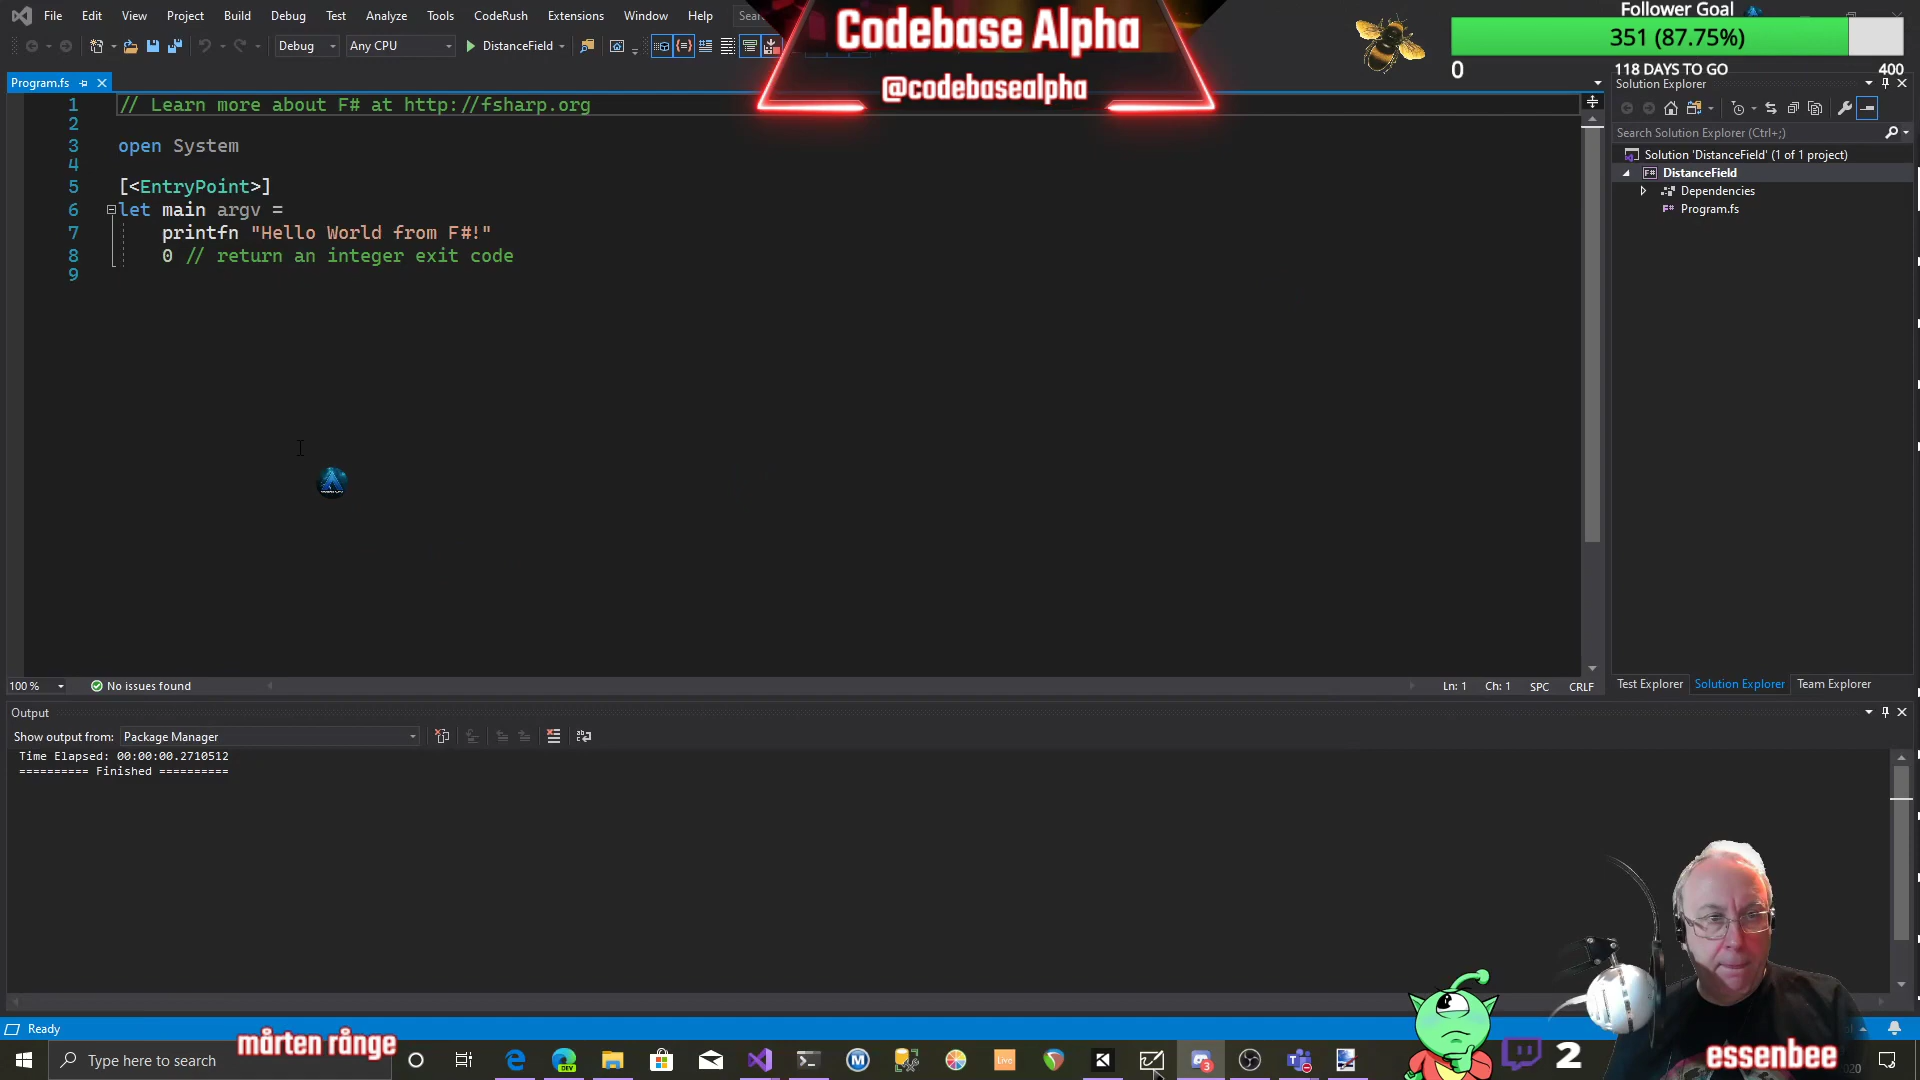 File Edit View Project Build Debug Test Analyze Tools CodeRush Extensions Window Help Sear
Codebase Alpha
@codebasealpha
Follower Goal
351 (87.75%)
0 118 DAYS TO GO 400
Debug Any CPU DistanceField
Program.fs
1 // Learn more about F# at http://fsharp.org
2
3 open System
4
5 [<EntryPoint>]
6 let main argv =
7 printfn "Hello World from F#!"
8 0 // return an integer exit code
9
Solution Explorer
Search Solution Explorer (Ctrl+;)
Solution 'DistanceField' (1 of 1 project)
F# DistanceField
Dependencies
F# Program.fs
100 % No issues found Ln: 1 Ch: 1 SPC CRLF
Test Explorer Solution Explorer Team Explorer
Output
Show output from: Package Manager
Time Elapsed: 00:00:00.2710512
========== Finished ==========
Ready
mårten rånge
Type here to search
DEV
Live
3
2
essenbee
020